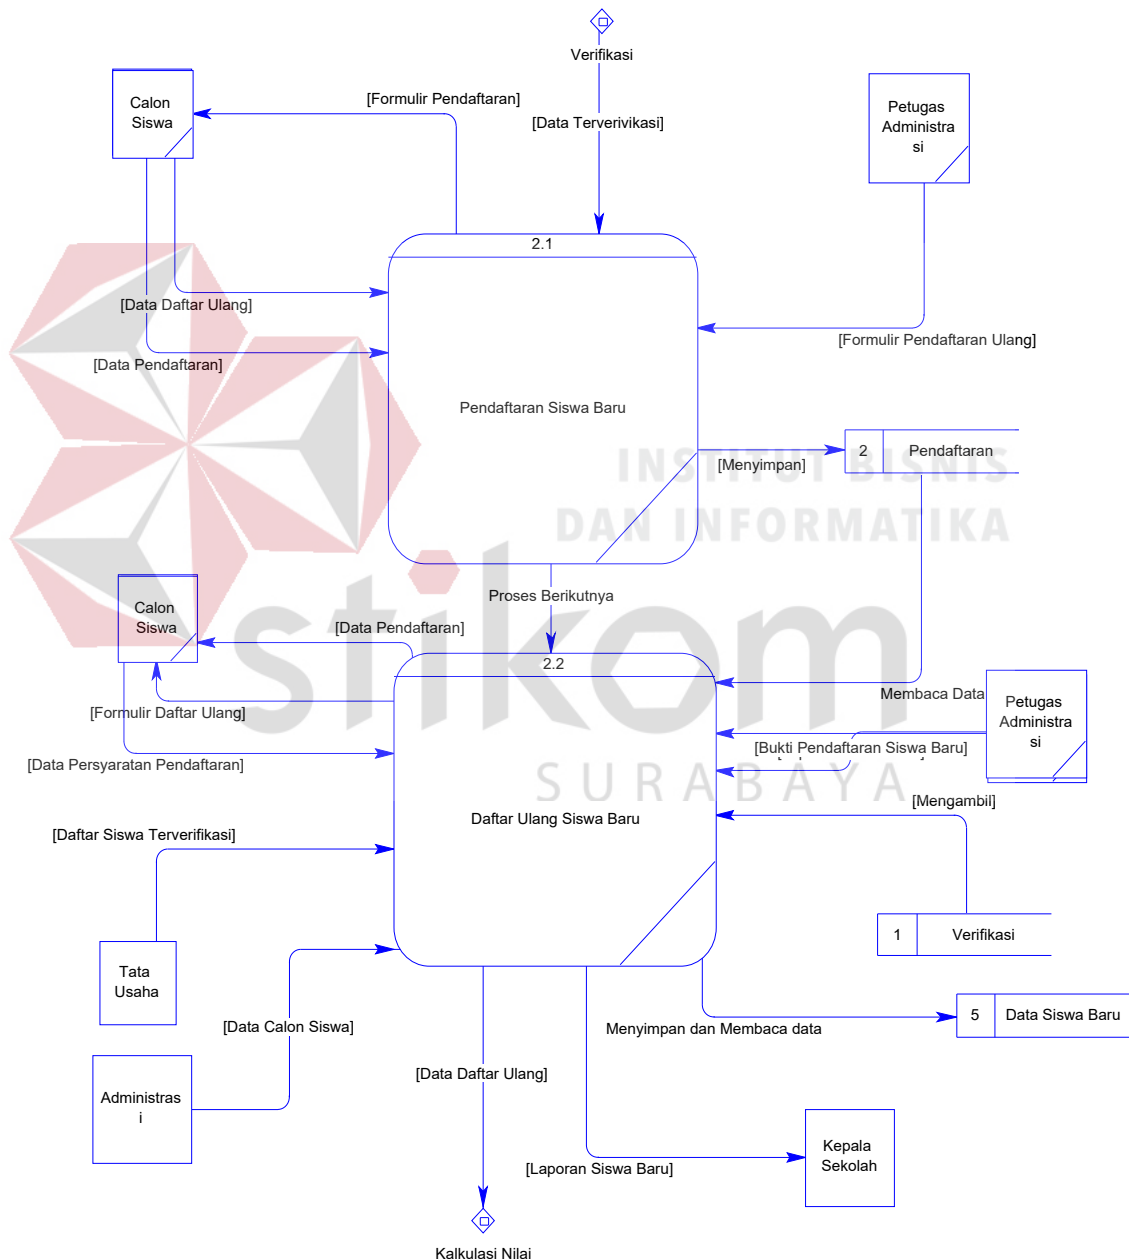 Verifikasi
[Data Terverivikasi]
Calon
Siswa
[Formulir Pendaftaran]
Petugas
Administra
si
2.1
[Data Daftar Ulang]
[Data Pendaftaran]
[Formulir Pendaftaran Ulang]
Pendaftaran Siswa Baru
[Menyimpan]
2
Pendaftaran
INSTITUT BISNIS
DAN INFORMATIKA
Proses Berikutnya
Calon
Siswa
[Data Pendaftaran]
stikom
SURABAYA
2.2
Membaca Data
Petugas
Administra
si
[Formulir Daftar Ulang]
[Bukti Pendaftaran Siswa Baru]
[Data Persyaratan Pendaftaran]
[Mengambil]
Daftar Ulang Siswa Baru
[Daftar Siswa Terverifikasi]
1
Verifikasi
Tata
Usaha
[Data Calon Siswa]
Menyimpan dan Membaca data
5
Data Siswa Baru
[Data Daftar Ulang]
Administras
i
Kepala
Sekolah
[Laporan Siswa Baru]
Kalkulasi Nilai